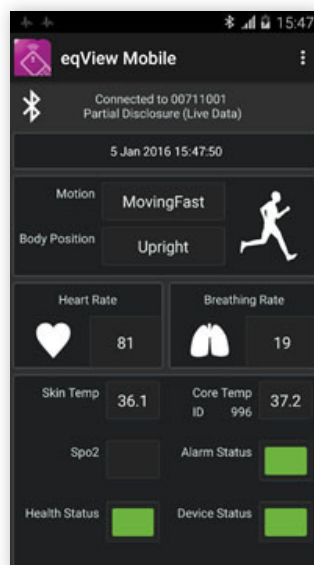 15:47
eqView Mobile
Connected to 00711001
Partial Disclosure (Live Data)
5 Jan 2016 15:47:50
Motion MovingFast
Body Position Upright
Heart Rate Breathing Rate
81 19
Skin Temp 36.1 Core Temp 37.2
ID 996
Spo2 Alarm Status
Health Status Device Status